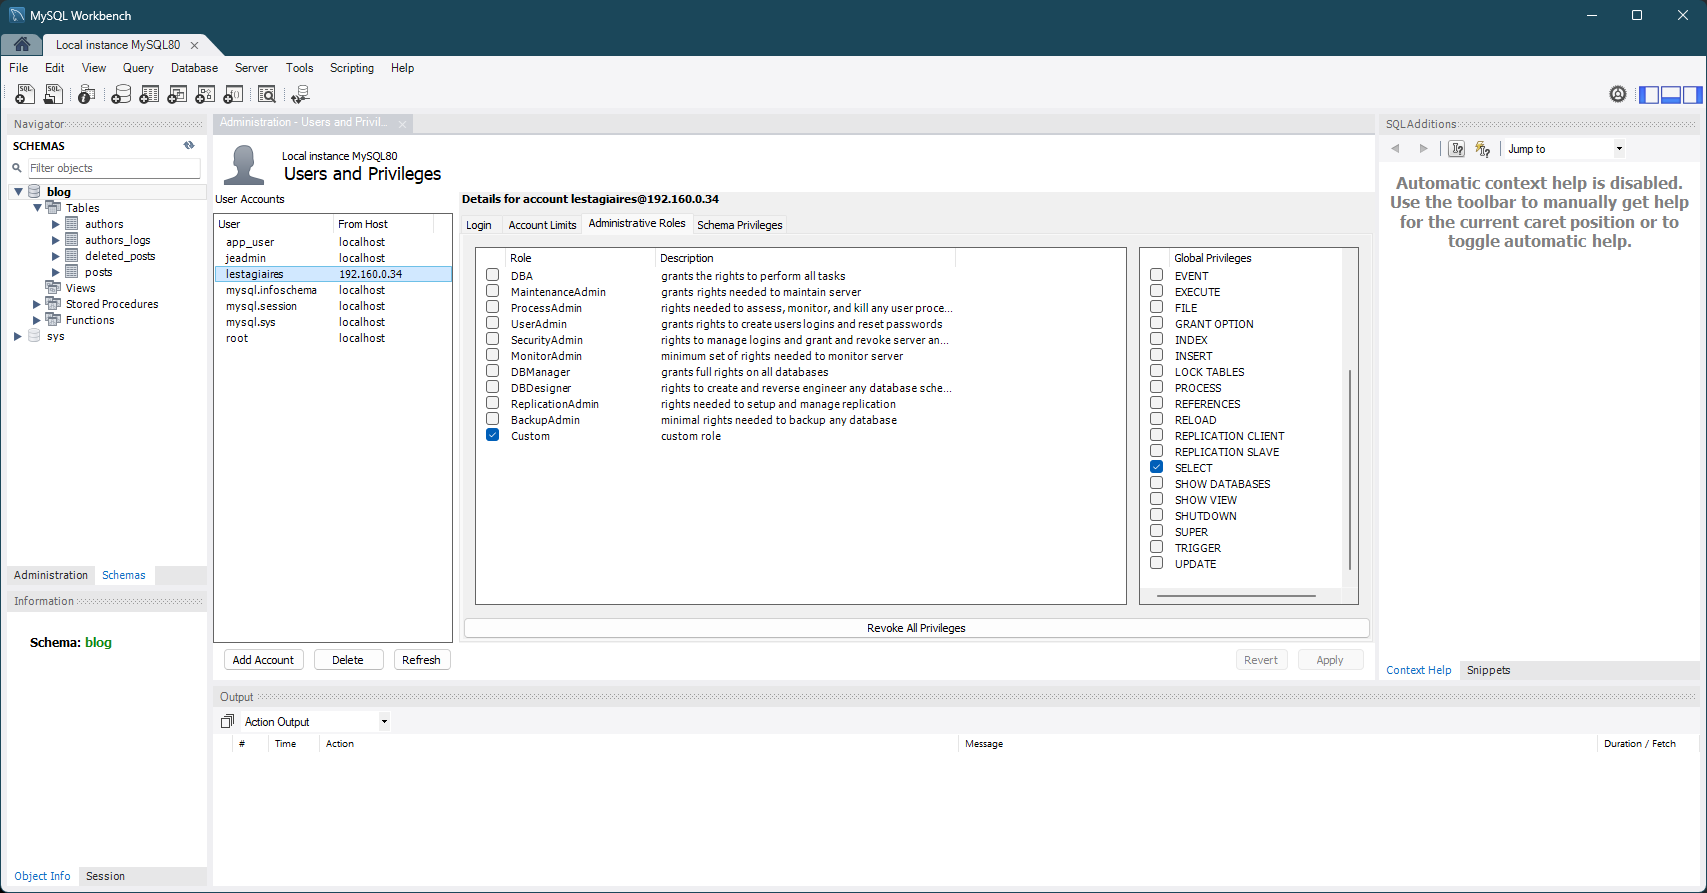 MySQL Workbench
Local instance MySQL80
File Edit View Query Database Server Tools Scripting Help
Navigator
SCHEMAS
Filter objects
blog
Tables
authors
authors_logs
deleted_posts
posts
Views
Stored Procedures
Functions
sys
Administration Schemas
Information
Schema: blog
Object Info Session
Administration - Users and Privil...
Local instance MySQL80
Users and Privileges
User Accounts
User From Host
app_user localhost
jeadmin localhost
lestagiaires 192.160.0.34
mysql.infoschema localhost
mysql.session localhost
mysql.sys localhost
root localhost
Add Account Delete Refresh
Details for account lestagiaires@192.160.0.34
Login Account Limits Administrative Roles Schema Privileges
Role Description
DBA grants the rights to perform all tasks
MaintenanceAdmin grants rights needed to maintain server
ProcessAdmin rights needed to assess, monitor, and kill any user proce...
UserAdmin grants rights to create users logins and reset passwords
SecurityAdmin rights to manage logins and grant and revoke server an...
MonitorAdmin minimum set of rights needed to monitor server
DBManager grants full rights on all databases
DBDesigner rights to create and reverse engineer any database sche...
ReplicationAdmin rights needed to setup and manage replication
BackupAdmin minimal rights needed to backup any database
Custom custom role
Global Privileges
EVENT
EXECUTE
FILE
GRANT OPTION
INDEX
INSERT
LOCK TABLES
PROCESS
REFERENCES
RELOAD
REPLICATION CLIENT
REPLICATION SLAVE
SELECT
SHOW DATABASES
SHOW VIEW
SHUTDOWN
SUPER
TRIGGER
UPDATE
Revoke All Privileges
Revert Apply
SQLAdditions
Jump to
Automatic context help is disabled.
Use the toolbar to manually get help
for the current caret position or to
toggle automatic help.
Context Help Snippets
Output
Action Output
# Time Action Message Duration / Fetch